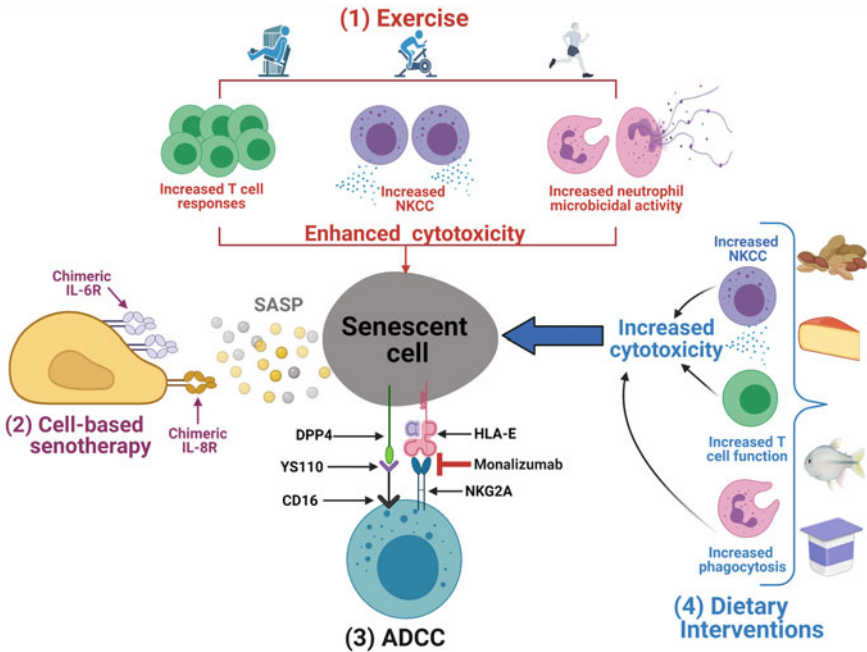 (1) Exercise
Increased T cell
responses
Increased
NKCC
Increased neutrophil
microbicidal activity
Enhanced cytotoxicity
Chimeric
IL-6R
SASP
Senescent
cell
(2) Cell-based
senotherapy
Chimeric
IL-8R
DPP4
YS110
CD16
HLA-E
Monalizumab
NKG2A
(3) ADCC
Increased
NKCC
Increased
cytotoxicity
Increased T
cell function
Increased
phagocytosis
(4) Dietary
Interventions